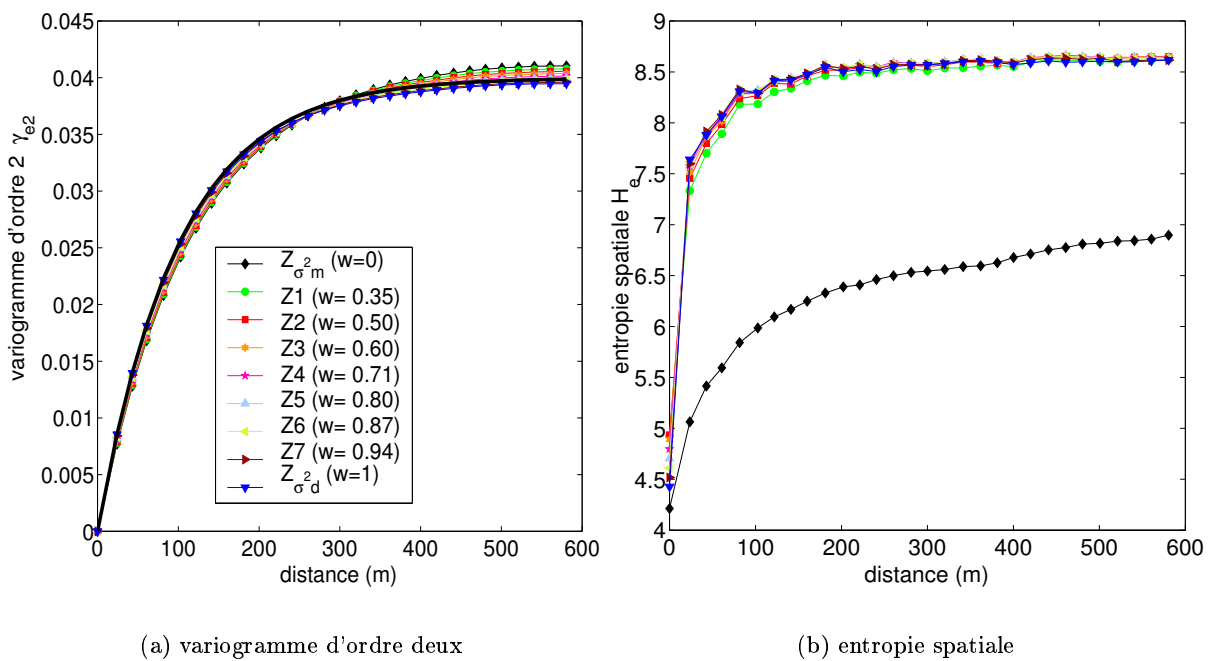 0.045
0.04
0.035
0.03
0.025
0.02
0.015
0.01
0.005
0
variogramme d'ordre 2 γe2
0 100 200 300 400 500 600
distance (m)
Zσ²m (w=0)
Z1 (w= 0.35)
Z2 (w= 0.50)
Z3 (w= 0.60)
Z4 (w= 0.71)
Z5 (w= 0.80)
Z6 (w= 0.87)
Z7 (w= 0.94)
Zσ²d (w=1)
(a) variogramme d'ordre deux
9
8.5
8
7.5
7
6.5
6
5.5
5
4.5
4
entropie spatiale He
0 100 200 300 400 500 600
distance (m)
(b) entropie spatiale